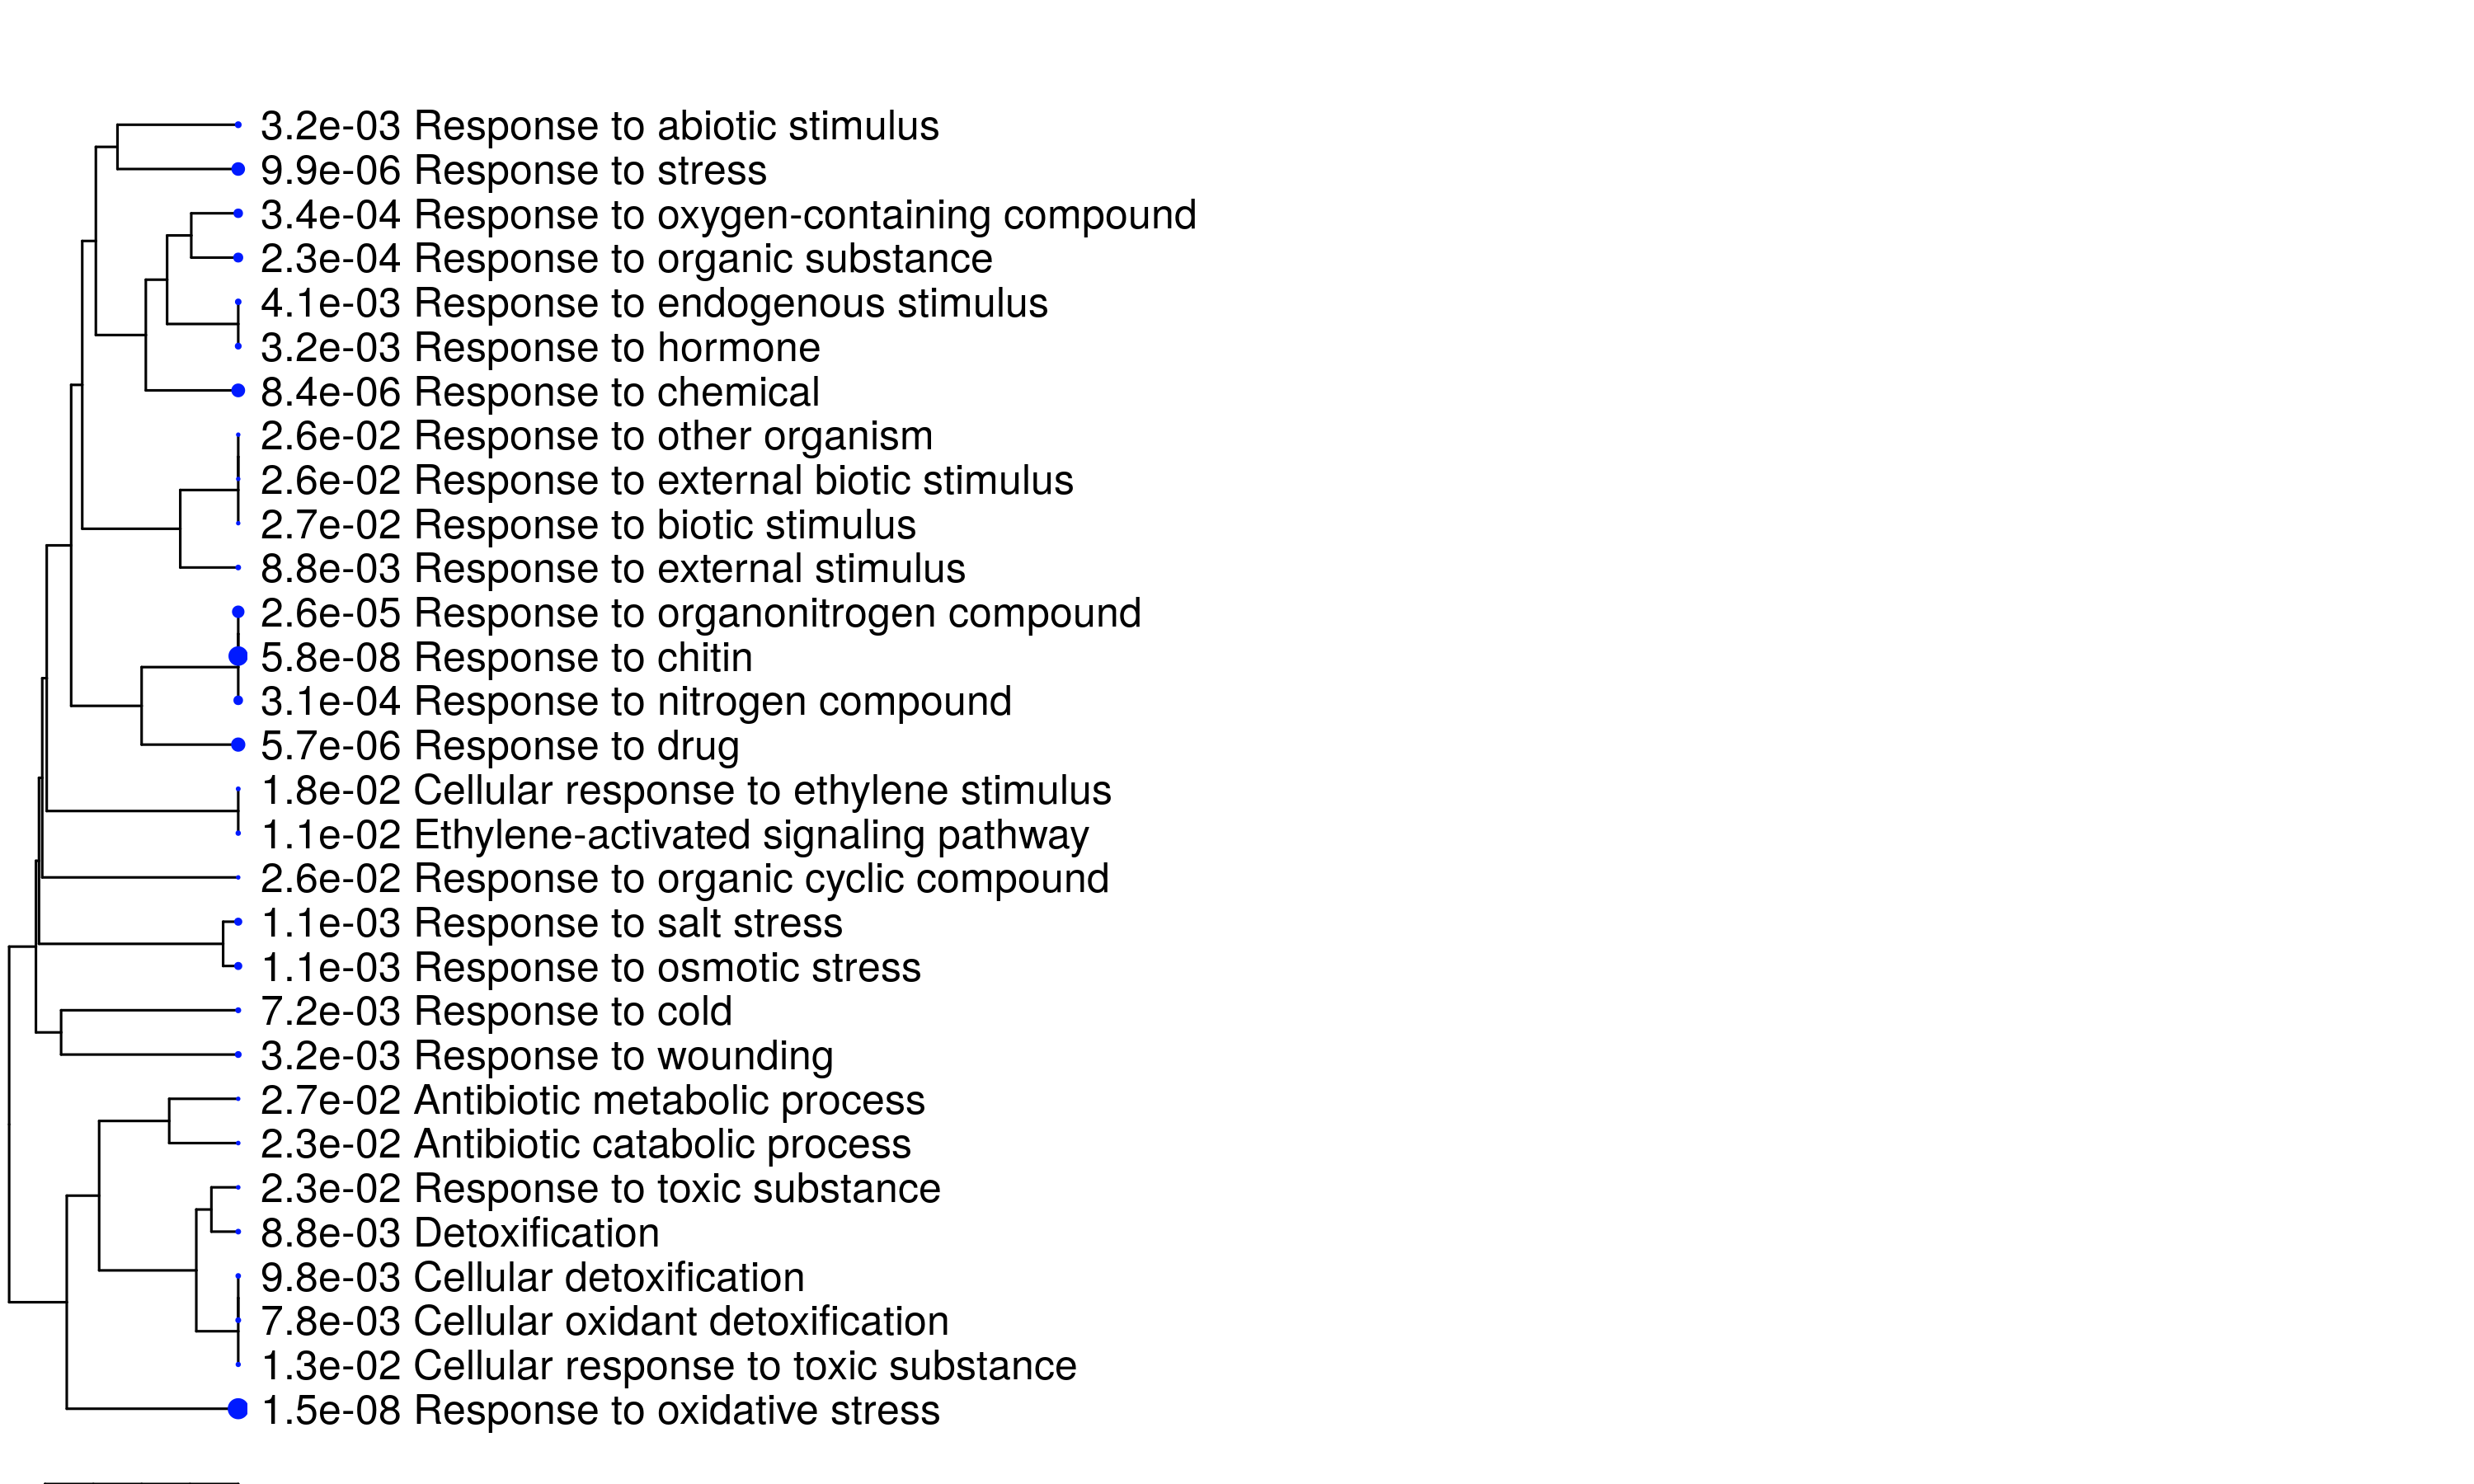 3.2e-03 Response to abiotic stimulus
9.9e-06 Response to stress
3.4e-04 Response to oxygen-containing compound
2.3e-04 Response to organic substance
4.1e-03 Response to endogenous stimulus
3.2e-03 Response to hormone
8.4e-06 Response to chemical
2.6e-02 Response to other organism
2.6e-02 Response to external biotic stimulus
2.7e-02 Response to biotic stimulus
8.8e-03 Response to external stimulus
2.6e-05 Response to organonitrogen compound
5.8e-08 Response to chitin
3.1e-04 Response to nitrogen compound
5.7e-06 Response to drug
1.8e-02 Cellular response to ethylene stimulus
1.1e-02 Ethylene-activated signaling pathway
2.6e-02 Response to organic cyclic compound
1.1e-03 Response to salt stress
1.1e-03 Response to osmotic stress
7.2e-03 Response to cold
3.2e-03 Response to wounding
2.7e-02 Antibiotic metabolic process
2.3e-02 Antibiotic catabolic process
2.3e-02 Response to toxic substance
8.8e-03 Detoxification
9.8e-03 Cellular detoxification
7.8e-03 Cellular oxidant detoxification
1.3e-02 Cellular response to toxic substance
1.5e-08 Response to oxidative stress